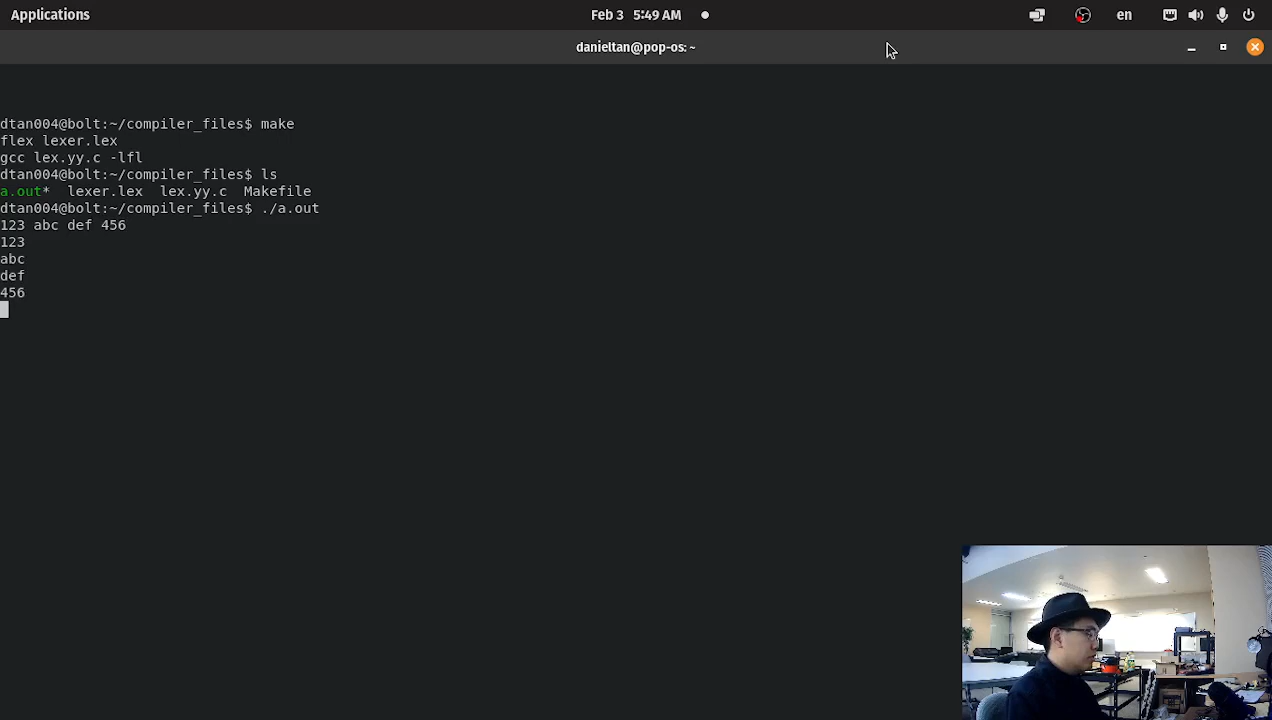 Applications
Feb 3 5:49 AM
en
danieltan@pop-os: ~
dtan004@bolt:~/compiler_files$ make
flex lexer.lex
gcc lex.yy.c -lfl
dtan004@bolt:~/compiler_files$ ls
a.out* lexer.lex lex.yy.c Makefile
dtan004@bolt:~/compiler_files$ ./a.out
123 abc def 456
123
abc
def
456